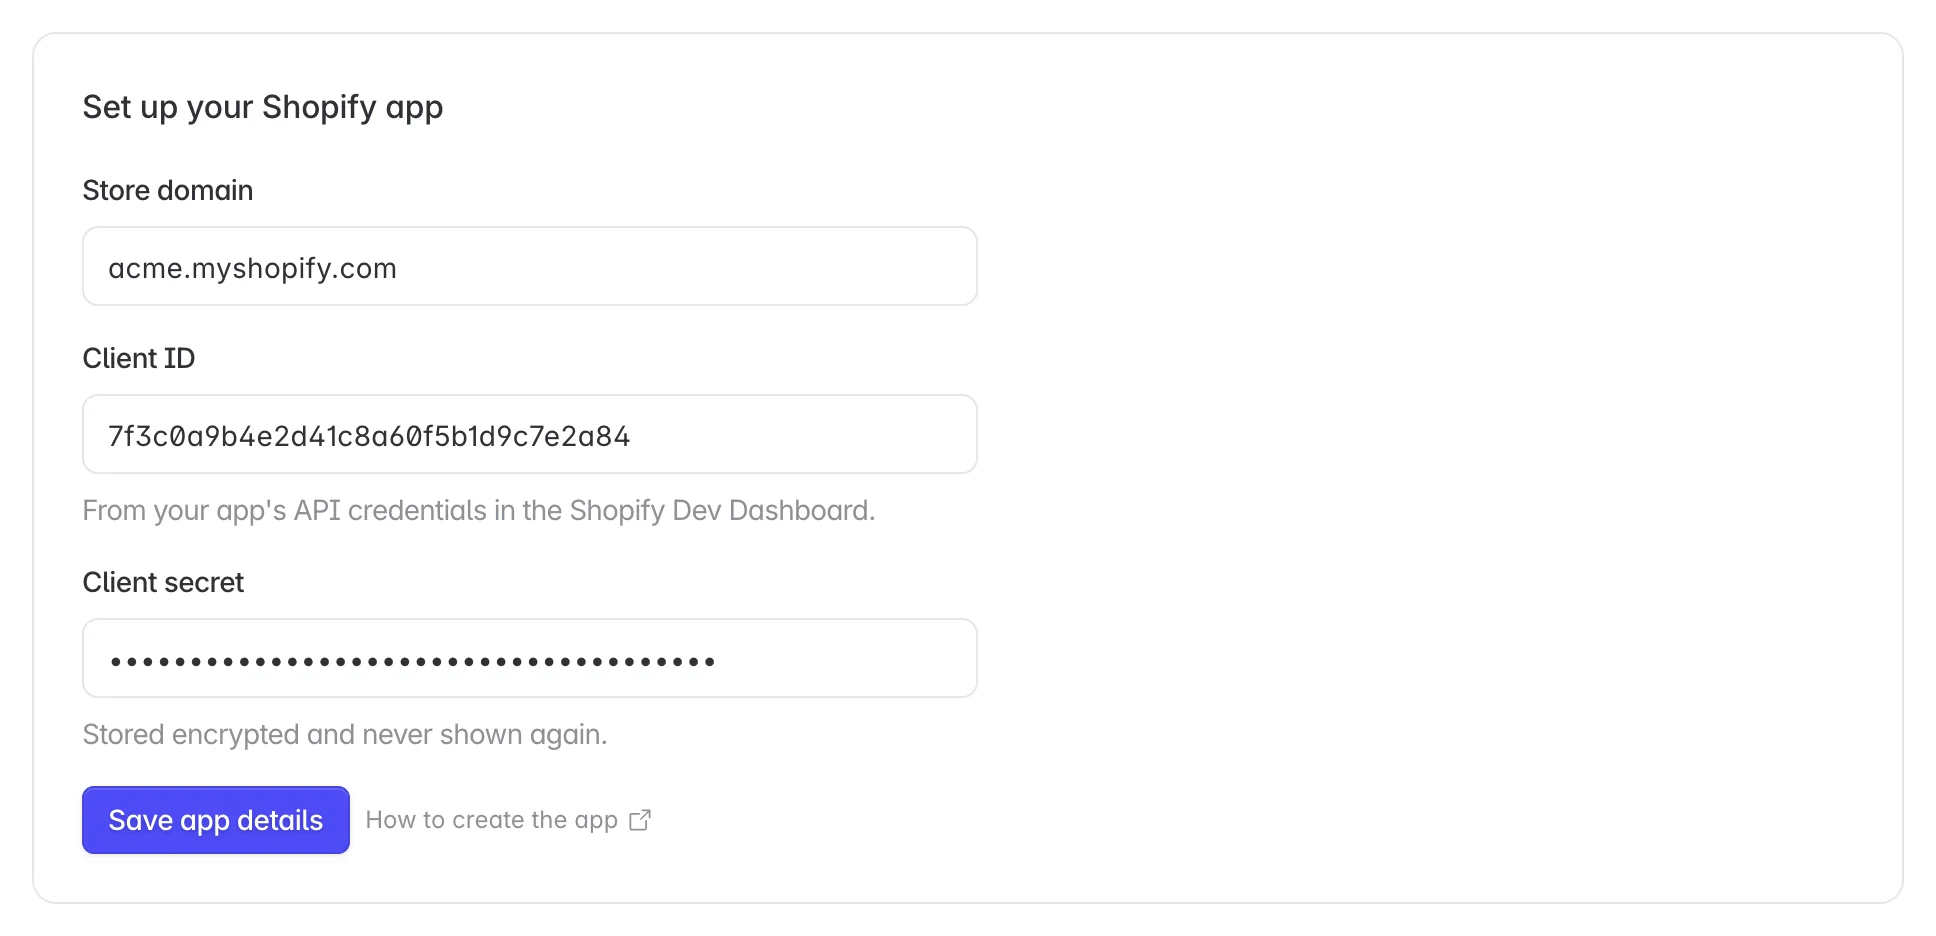 Set up your Shopify app
Store domain
acme.myshopify.com
Client ID
7f3c0a9b4e2d41c8a60f5b1d9c7e2a84
From your app's API credentials in the Shopify Dev Dashboard.
Client secret
••••••••••••••••••••••••••••••••••••••
Stored encrypted and never shown again.
Save app details
How to create the app